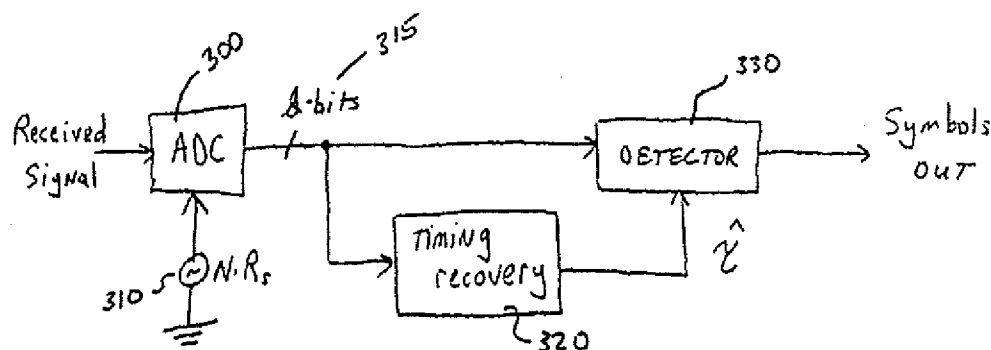 300
315
330
Q-bits
Received
Signal
ADC
DETECTOR
Symbols
OUT
310
N·Rs
Timing
recovery
τ̂
320